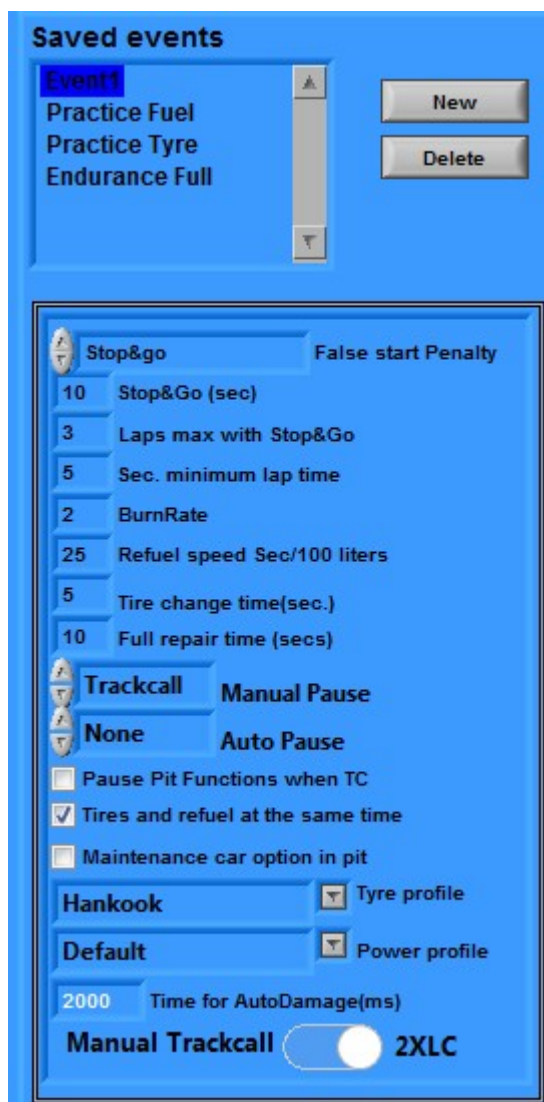 Saved events
Event1
Practice Fuel
Practice Tyre
Endurance Full
New
Delete
Stop&go False start Penalty
10 Stop&Go (sec)
3 Laps max with Stop&Go
5 Sec. minimum lap time
2 BurnRate
25 Refuel speed Sec/100 liters
5 Tire change time(sec.)
10 Full repair time (secs)
Trackcall Manual Pause
None Auto Pause
Pause Pit Functions when TC
Tires and refuel at the same time
Maintenance car option in pit
Hankook Tyre profile
Default Power profile
2000 Time for AutoDamage(ms)
Manual Trackcall 2XLC